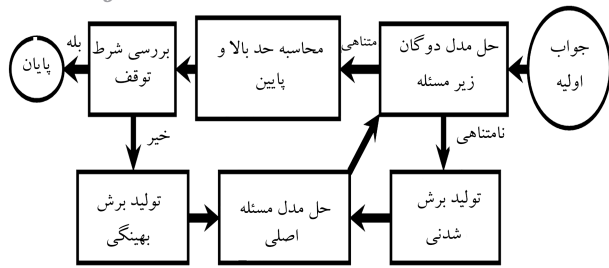 جواب
اولیه
حل مدل دوگان
زیر مسئله
متناهی
محاسبه حد بالا و
پایین
بررسی شرط
توقف
بله
پایان
نامتناهی
خیر
تولید برش
شدنی
حل مدل مسئله
اصلی
تولید برش
بهینگی